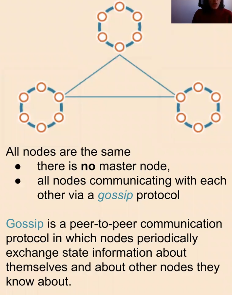 All nodes are the same
● there is no master node,
● all nodes communicating with each
other via a gossip protocol
Gossip is a peer-to-peer communication
protocol in which nodes periodically
exchange state information about
themselves and about other nodes they
know about.